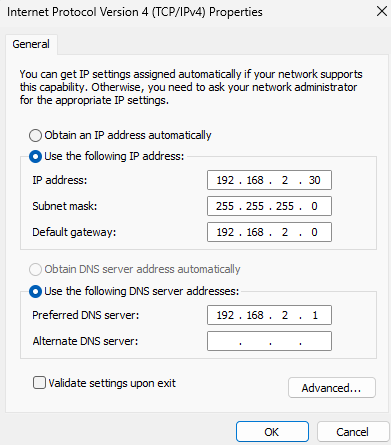 Internet Protocol Version 4 (TCP/IPv4) Properties
General
You can get IP settings assigned automatically if your network supports
this capability. Otherwise, you need to ask your network administrator
for the appropriate IP settings.
Obtain an IP address automatically
Use the following IP address:
IP address: 192 . 168 . 2 . 30
Subnet mask: 255 . 255 . 255 . 0
Default gateway: 192 . 168 . 2 . 0
Obtain DNS server address automatically
Use the following DNS server addresses:
Preferred DNS server: 192 . 168 . 2 . 1
Alternate DNS server: . . .
Validate settings upon exit
Advanced...
OK Cancel